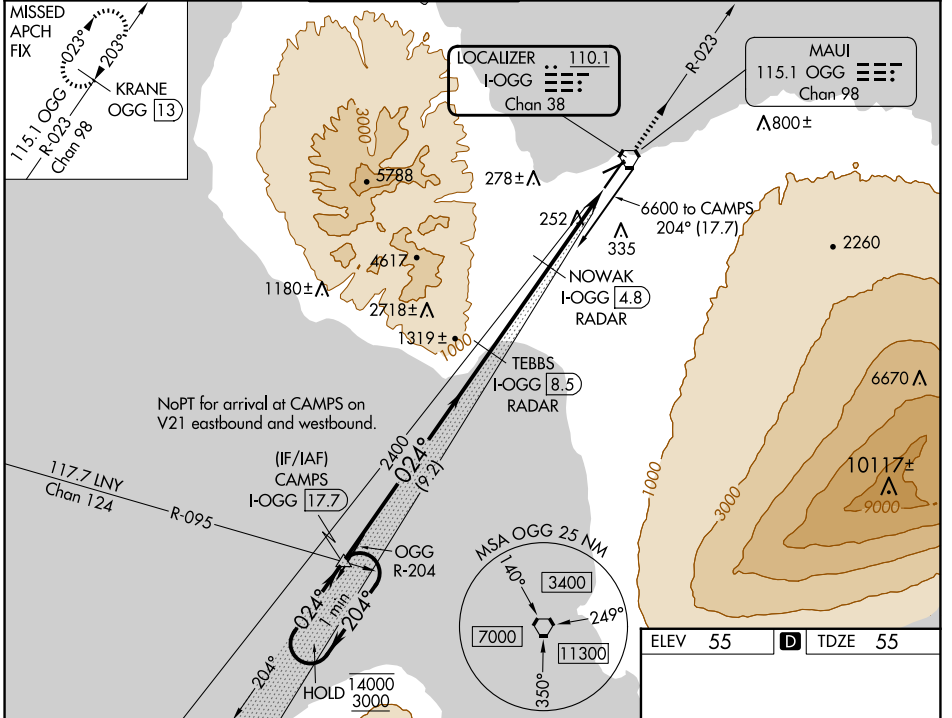 MISSED
APCH
FIX
023°
203°
KRANE
OGG 13
115.1 OGG
R-023
Chan 98
LOCALIZER 110.1
I-OGG
Chan 38
R-023
MAUI
115.1 OGG
Chan 98
800±
3000
5788
278±
252
335
6600 to CAMPS
204° (17.7)
2260
4617
NOWAK
I-OGG 4.8
RADAR
1180±
2718±
1319±
1000
TEBBS
I-OGG 8.5
RADAR
6670
NoPT for arrival at CAMPS on
V21 eastbound and westbound.
2400
024°
(9.2)
(IF/IAF)
CAMPS
I-OGG 17.7
117.7 LNY
Chan 124
R-095
1000
3000
10117±
9000
OGG
R-204
MSA OGG 25 NM
140°
3400
249°
7000
11300
350°
024°
1 min
204°
204°
HOLD
14000
3000
ELEV 55 D TDZE 55